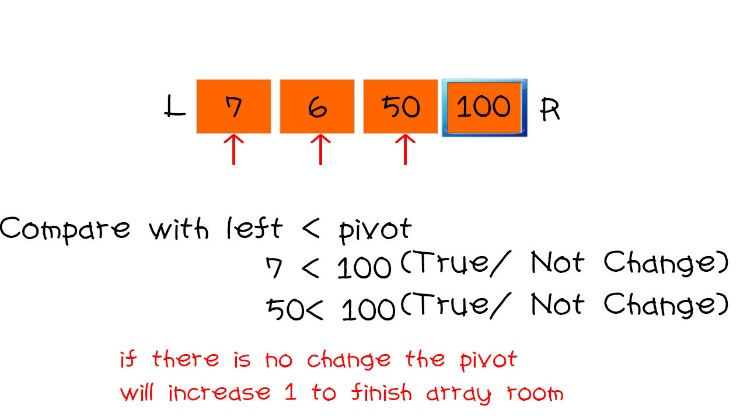 L 7 6 50 100 R
Compare with left < pivot
7 < 100 (True/ Not Change)
50< 100 (True/ Not Change)
if there is no change the pivot
will increase 1 to finish array room